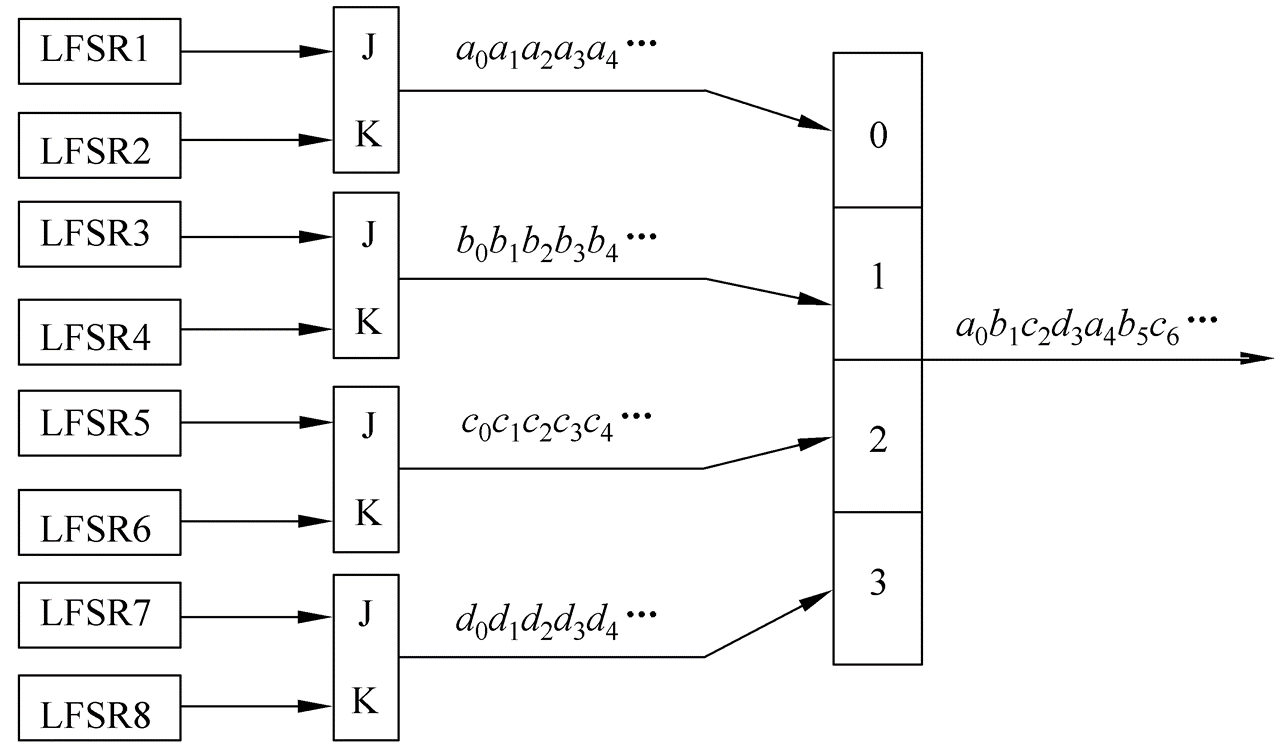 LFSR1
J
a₀a₁a₂a₃a₄ ···
LFSR2
K
0
LFSR3
J
b₀b₁b₂b₃b₄ ···
1
LFSR4
K
a₀b₁c₂d₃a₄b₅c₆ ···
LFSR5
J
c₀c₁c₂c₃c₄ ···
2
LFSR6
K
LFSR7
J
d₀d₁d₂d₃d₄ ···
3
LFSR8
K